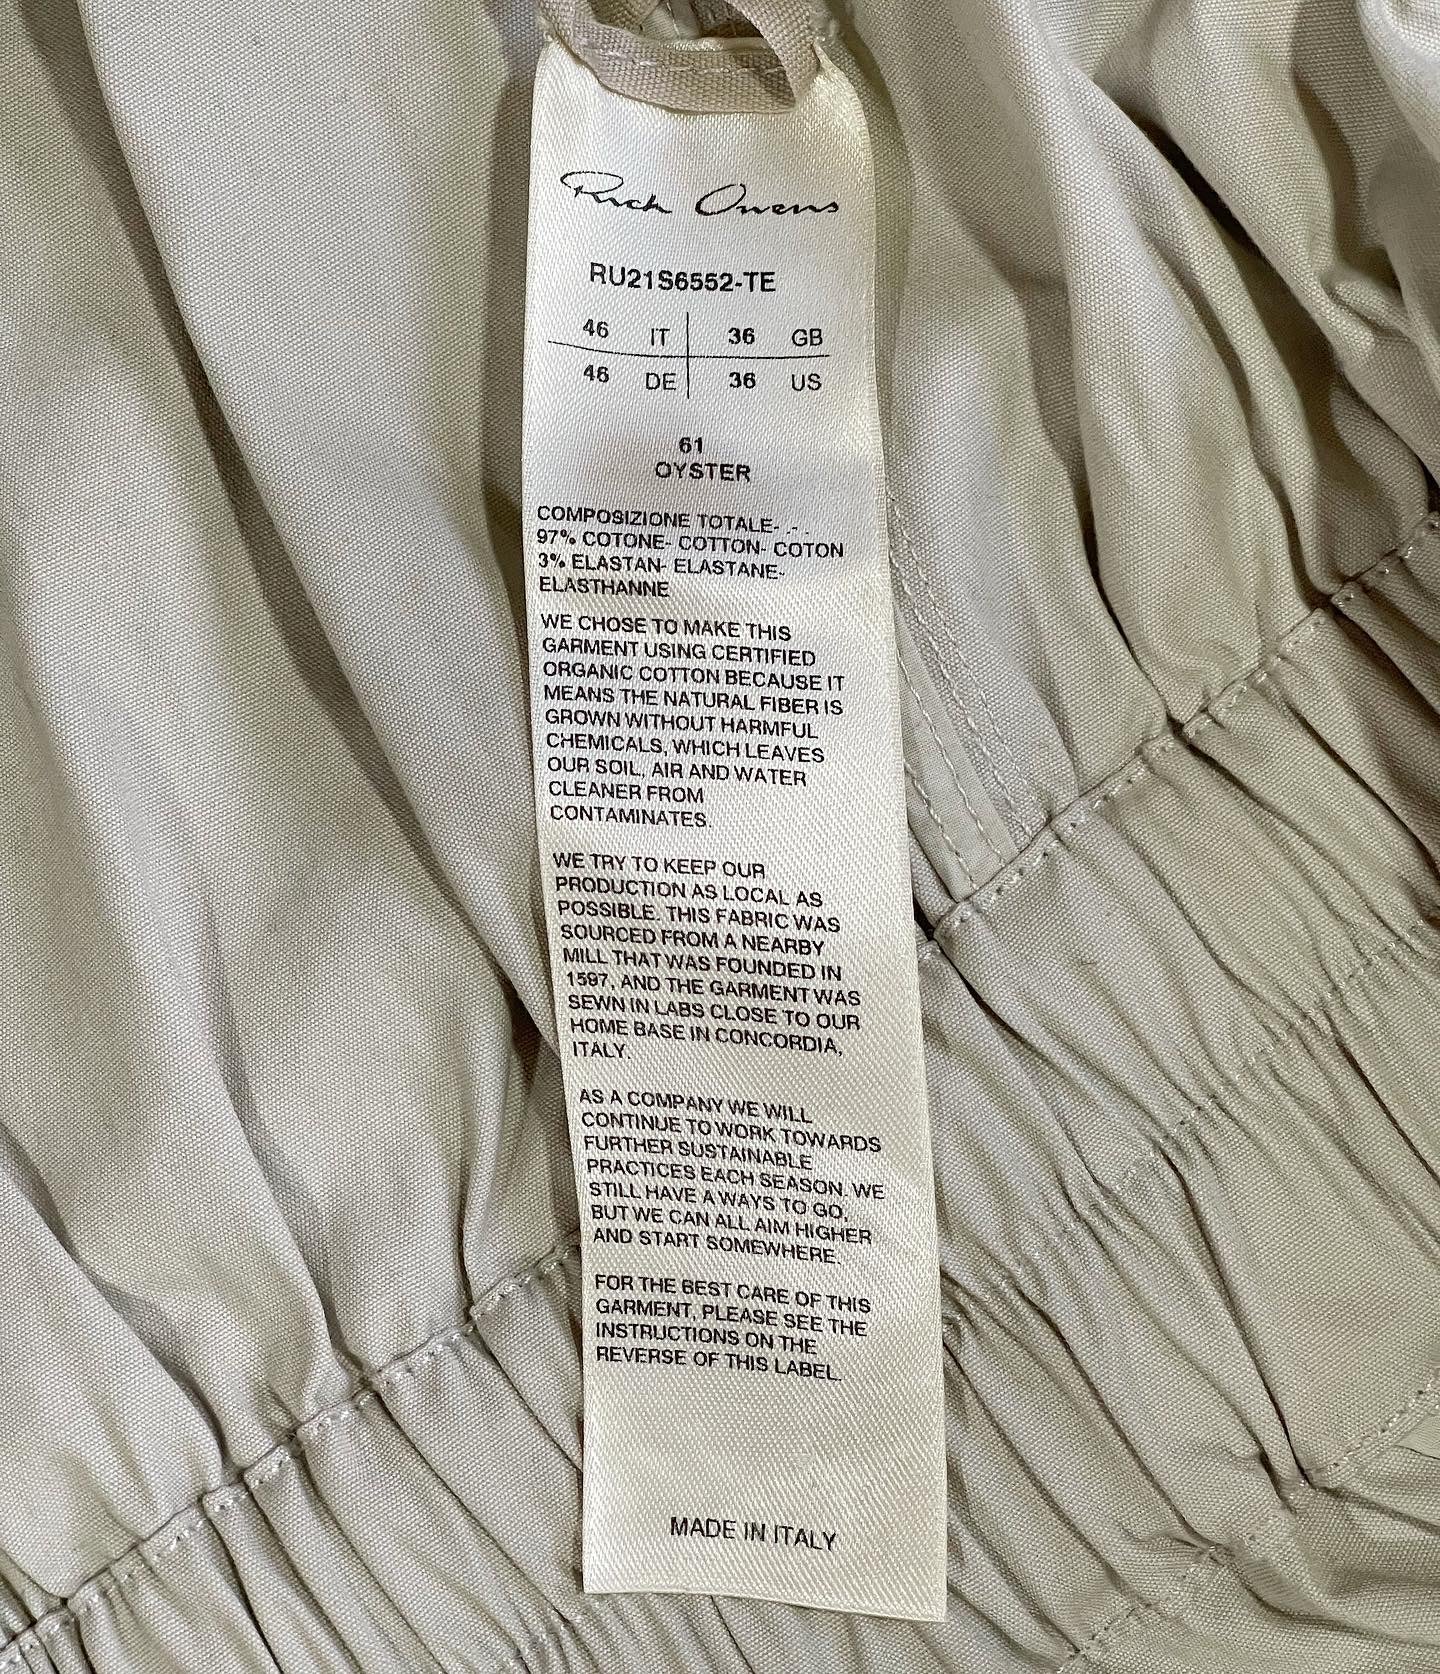 Rick Owens
RU21S6552-TE
46 IT 36 GB
46 DE 36 US
61
OYSTER
COMPOSIZIONE TOTALE- .- .
97% COTONE- COTTON- COTON
3% ELASTAN- ELASTANE-
ELASTHANNE
WE CHOSE TO MAKE THIS
GARMENT USING CERTIFIED
ORGANIC COTTON BECAUSE IT
MEANS THE NATURAL FIBER IS
GROWN WITHOUT HARMFUL
CHEMICALS, WHICH LEAVES
OUR SOIL, AIR AND WATER
CLEANER FROM
CONTAMINATES.
WE TRY TO KEEP OUR
PRODUCTION AS LOCAL AS
POSSIBLE. THIS FABRIC WAS
SOURCED FROM A NEARBY
MILL THAT WAS FOUNDED IN
1597, AND THE GARMENT WAS
SEWN IN LABS CLOSE TO OUR
HOME BASE IN CONCORDIA,
ITALY.
AS A COMPANY WE WILL
CONTINUE TO WORK TOWARDS
FURTHER SUSTAINABLE
PRACTICES EACH SEASON. WE
STILL HAVE A WAYS TO GO,
BUT WE CAN ALL AIM HIGHER
AND START SOMEWHERE.
FOR THE BEST CARE OF THIS
GARMENT, PLEASE SEE THE
INSTRUCTIONS ON THE
REVERSE OF THIS LABEL.
MADE IN ITALY